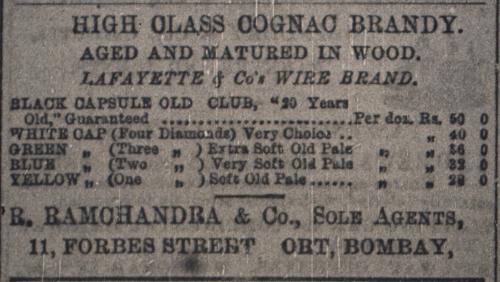 HIGH CLASS COGNAC BRANDY.
AGED AND MATURED IN WOOD.
LAFAYETTE & Co's WIRE BRAND.
BLACK CAPSULE OLD CLUB, "20 Years
Old," Guaranteed .................. Per doz. Rs. 50 0
WHITE CAP (Four Diamonds) Very Choice .. „ „ 40 0
GREEN „ (Three „ ) Extra Soft Old Pale „ „ 36 0
BLUE „ (Two „ ) Very Soft Old Pale „ „ 32 0
YELLOW „ (One „ ) Soft Old Pale ...... „ „ 28 0
R. RAMCHANDRA & Co., SOLE AGENTS,
11, FORBES STREET ORT, BOMBAY,